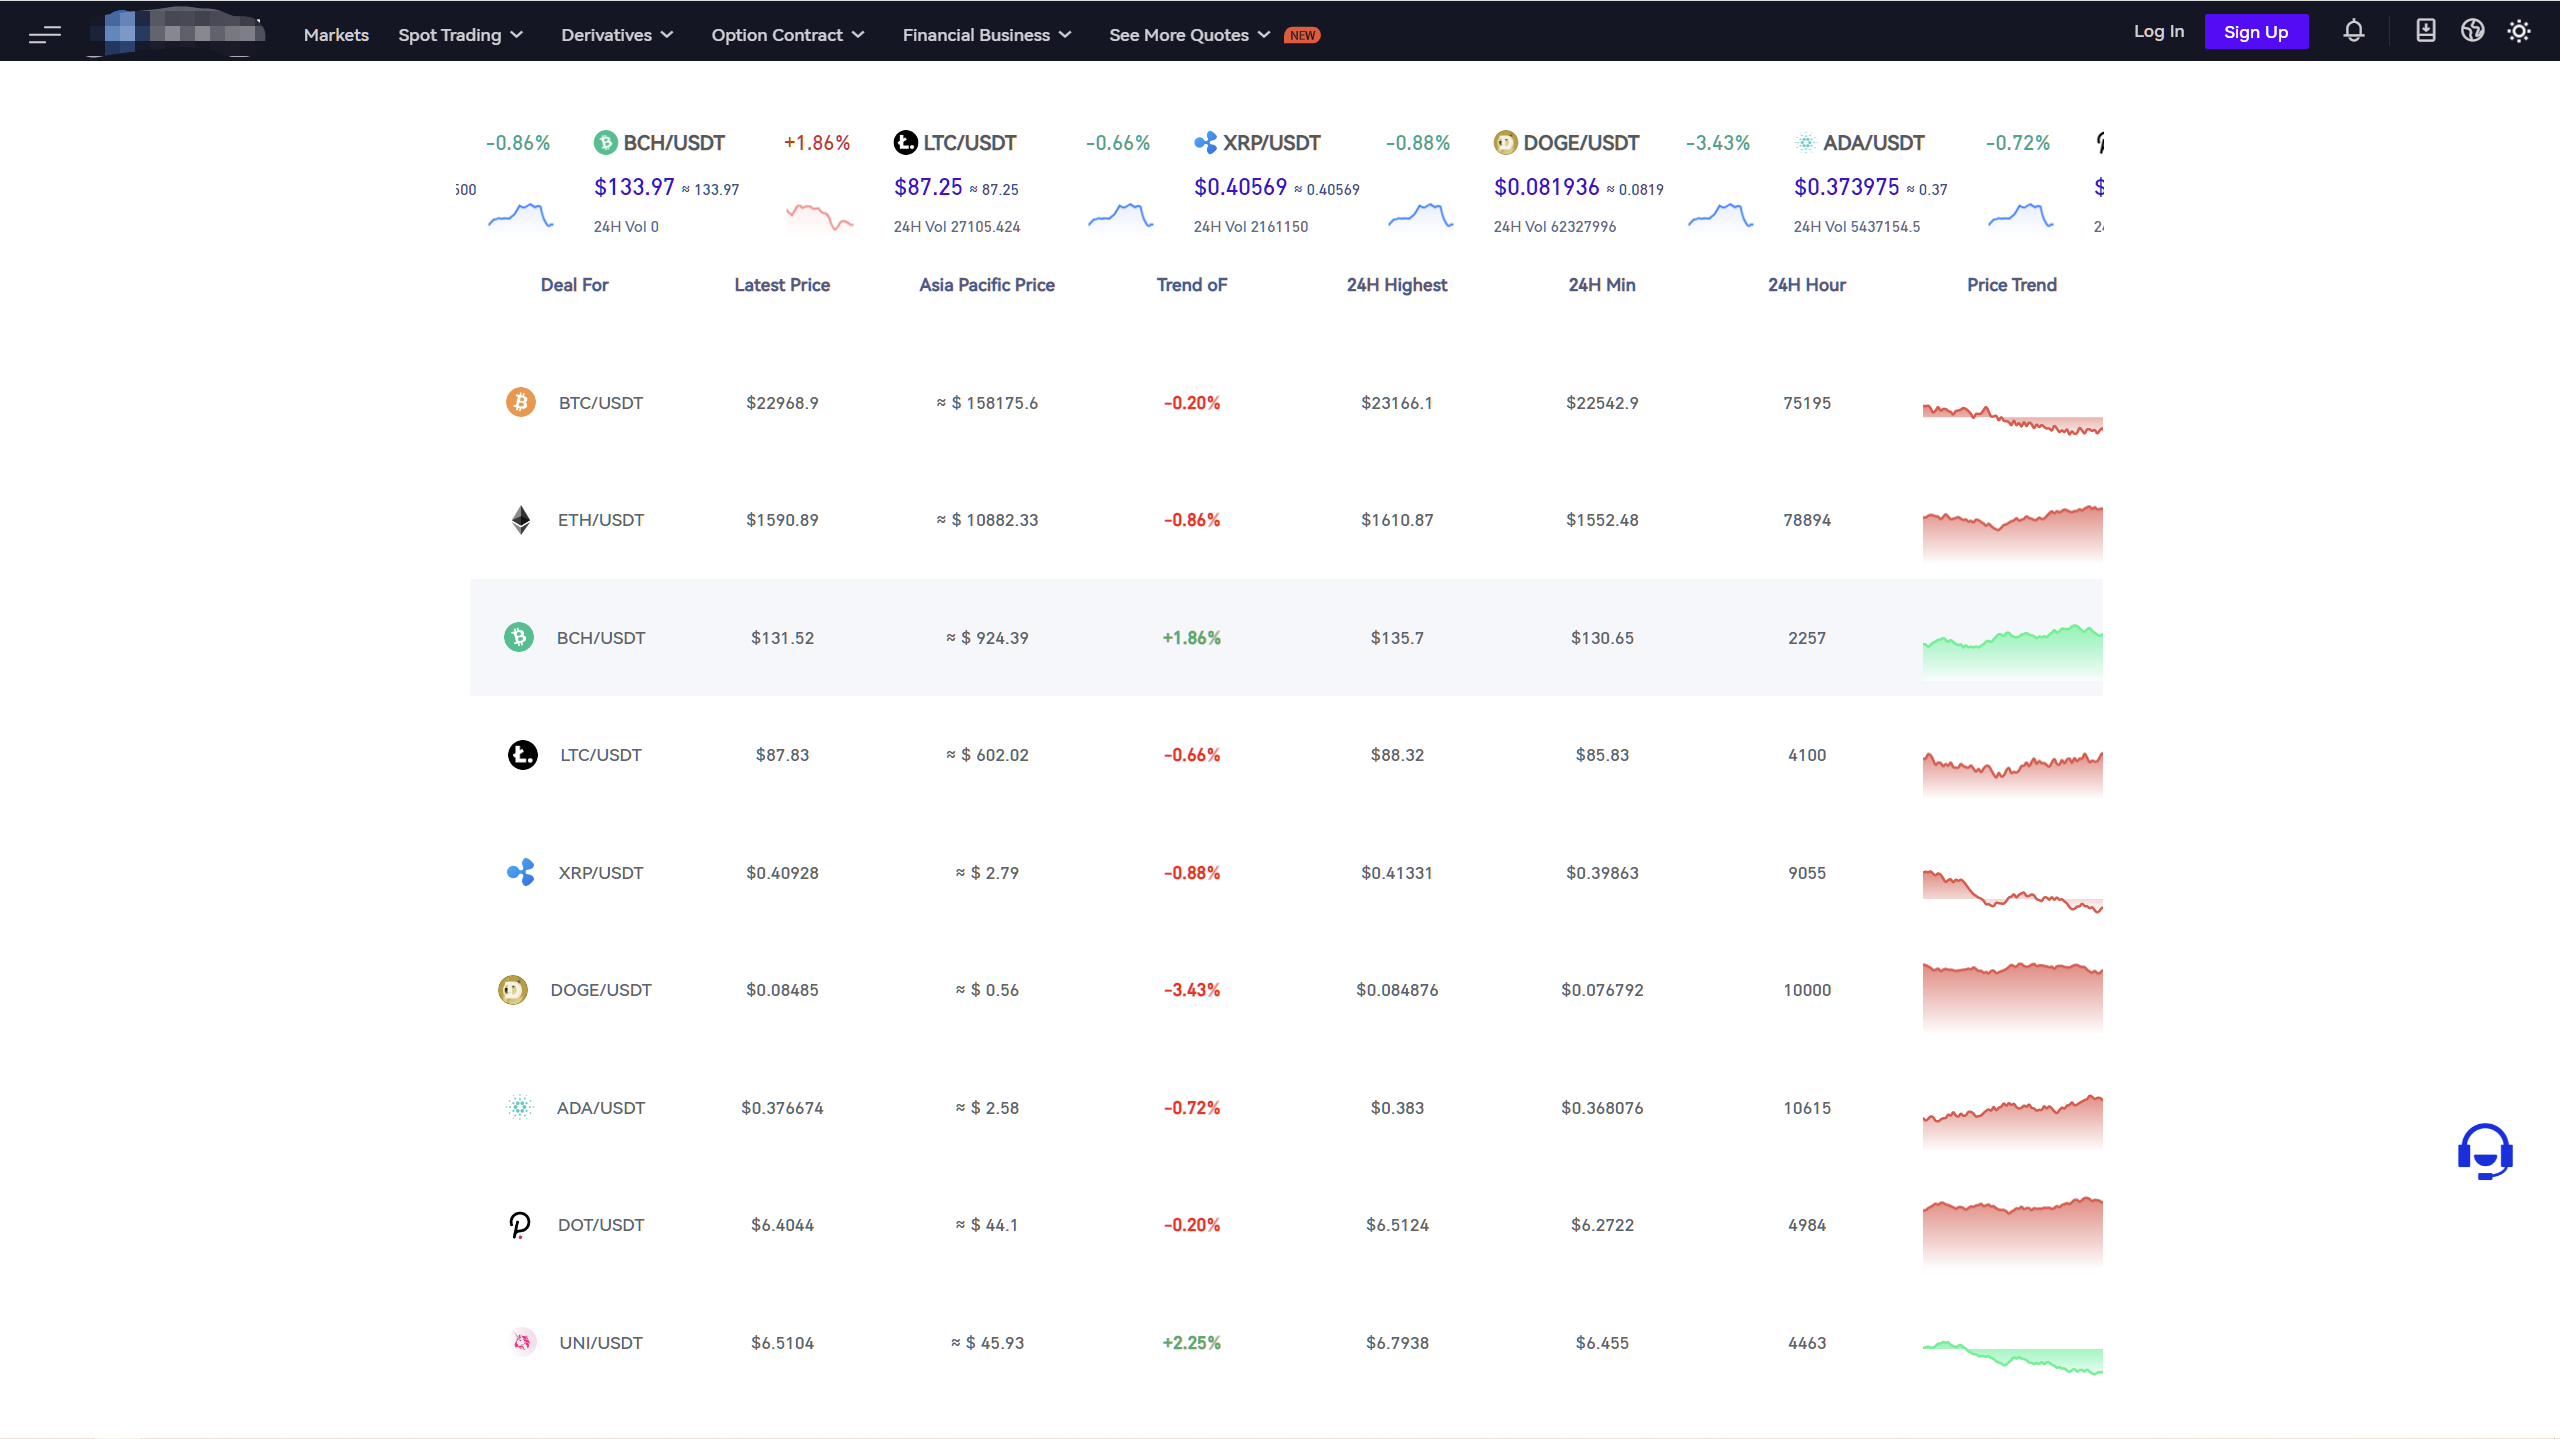 Markets Spot Trading Derivatives Option Contract Financial Business See More Quotes NEW Log In Sign Up
-0.86% BCH/USDT +1.86% LTC/USDT -0.66% XRP/USDT -0.88% DOGE/USDT -3.43% ADA/USDT -0.72%
500 $133.97 ≈ 133.97 $87.25 ≈ 87.25 $0.40569 ≈ 0.40569 $0.081936 ≈ 0.0819 $0.373975 ≈ 0.37 $
24H Vol 0 24H Vol 27105.424 24H Vol 2161150 24H Vol 62327996 24H Vol 5437154.5
Deal For Latest Price Asia Pacific Price Trend oF 24H Highest 24H Min 24H Hour Price Trend
BTC/USDT $22968.9 ≈ $ 158175.6 -0.20% $23166.1 $22542.9 75195
ETH/USDT $1590.89 ≈ $ 10882.33 -0.86% $1610.87 $1552.48 78894
BCH/USDT $131.52 ≈ $ 924.39 +1.86% $135.7 $130.65 2257
LTC/USDT $87.83 ≈ $ 602.02 -0.66% $88.32 $85.83 4100
XRP/USDT $0.40928 ≈ $ 2.79 -0.88% $0.41331 $0.39863 9055
DOGE/USDT $0.08485 ≈ $ 0.56 -3.43% $0.084876 $0.076792 10000
ADA/USDT $0.376674 ≈ $ 2.58 -0.72% $0.383 $0.368076 10615
DOT/USDT $6.4044 ≈ $ 44.1 -0.20% $6.5124 $6.2722 4984
UNI/USDT $6.5104 ≈ $ 45.93 +2.25% $6.7938 $6.455 4463